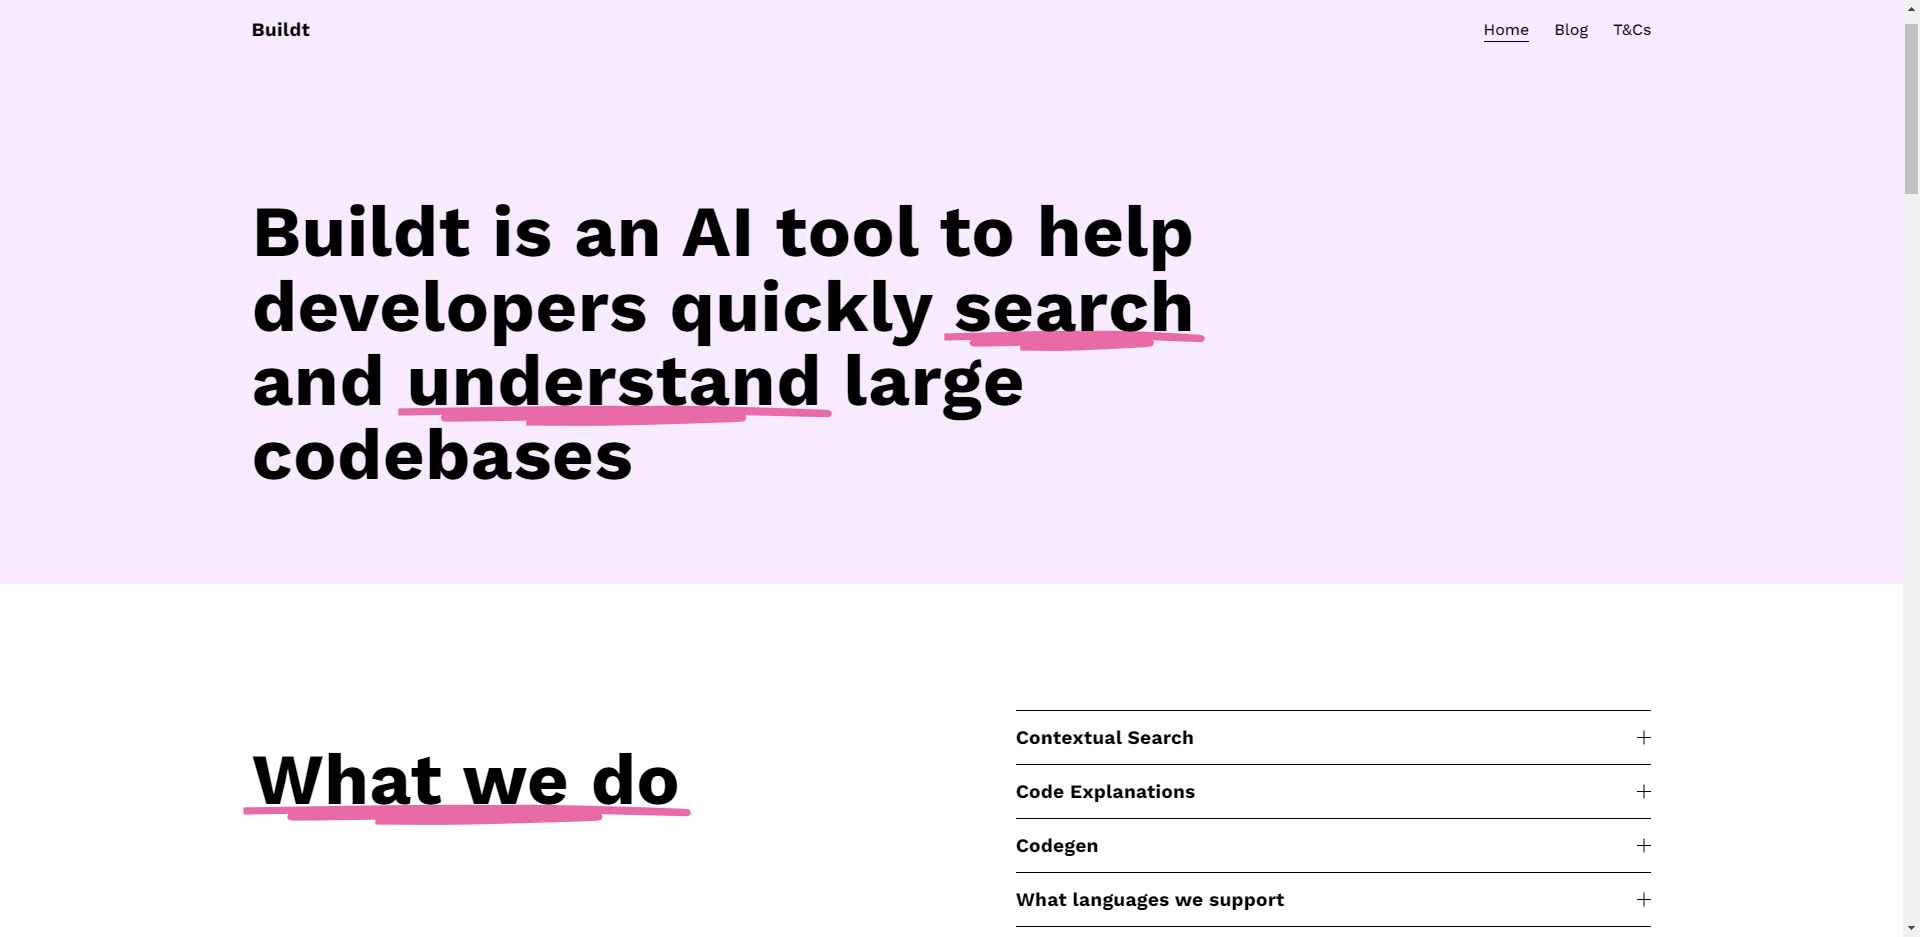 Buildt
Home Blog T&Cs
Buildt is an AI tool to help
developers quickly search
and understand large
codebases
What we do
Contextual Search
Code Explanations
Codegen
What languages we support